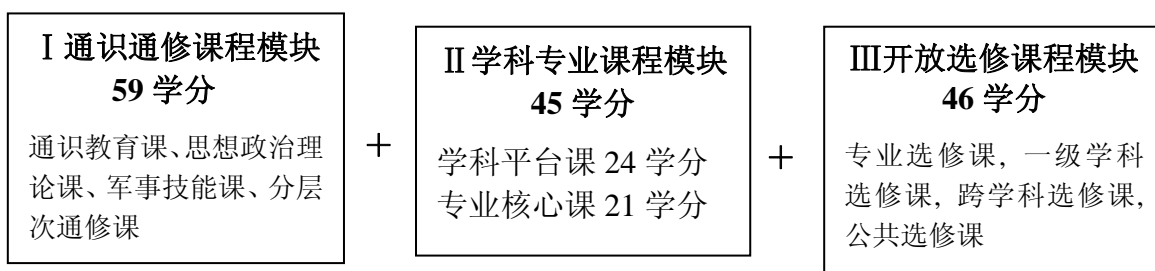 Ⅰ通识通修课程模块
59 学分
通识教育课、思想政治理
论课、军事技能课、分层
次通修课
+
Ⅱ学科专业课程模块
45 学分
学科平台课 24 学分
专业核心课 21 学分
+
Ⅲ开放选修课程模块
46 学分
专业选修课, 一级学科
选修课, 跨学科选修课,
公共选修课